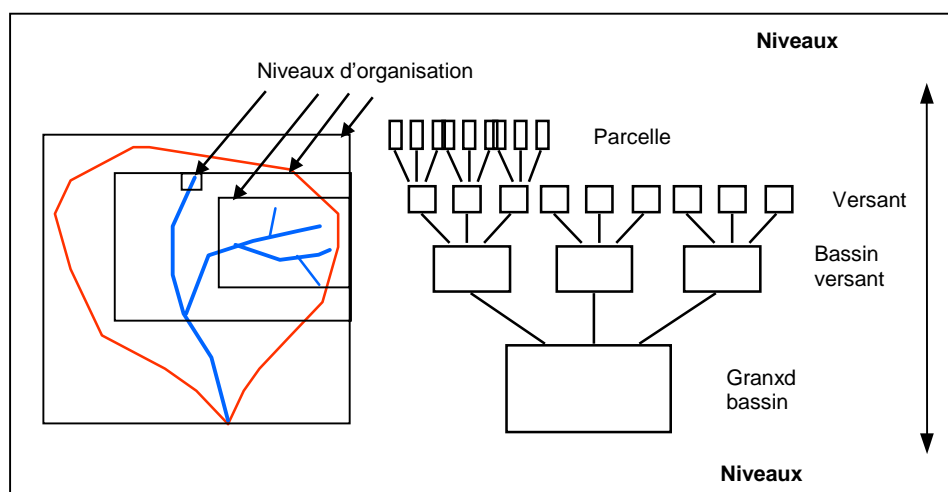 Niveaux
Niveaux d'organisation
Parcelle
Versant
Bassin
versant
Granxd
bassin
Niveaux